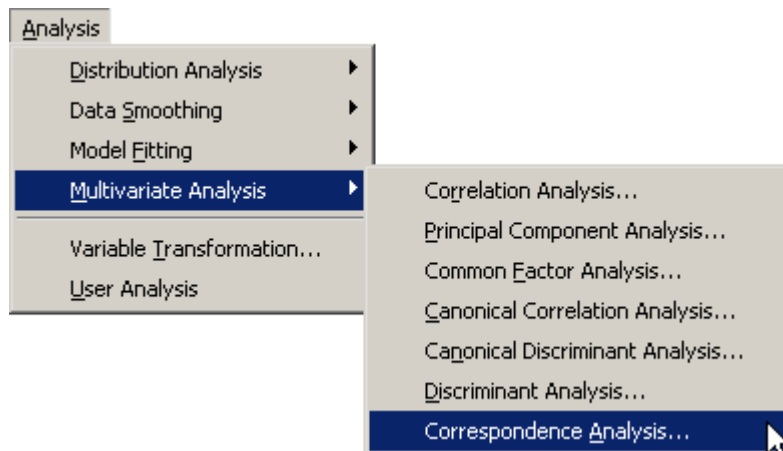 Analysis
Distribution Analysis
Data Smoothing
Model Fitting
Multivariate Analysis
Variable Transformation...
User Analysis
Correlation Analysis...
Principal Component Analysis...
Common Factor Analysis...
Canonical Correlation Analysis...
Canonical Discriminant Analysis...
Discriminant Analysis...
Correspondence Analysis...